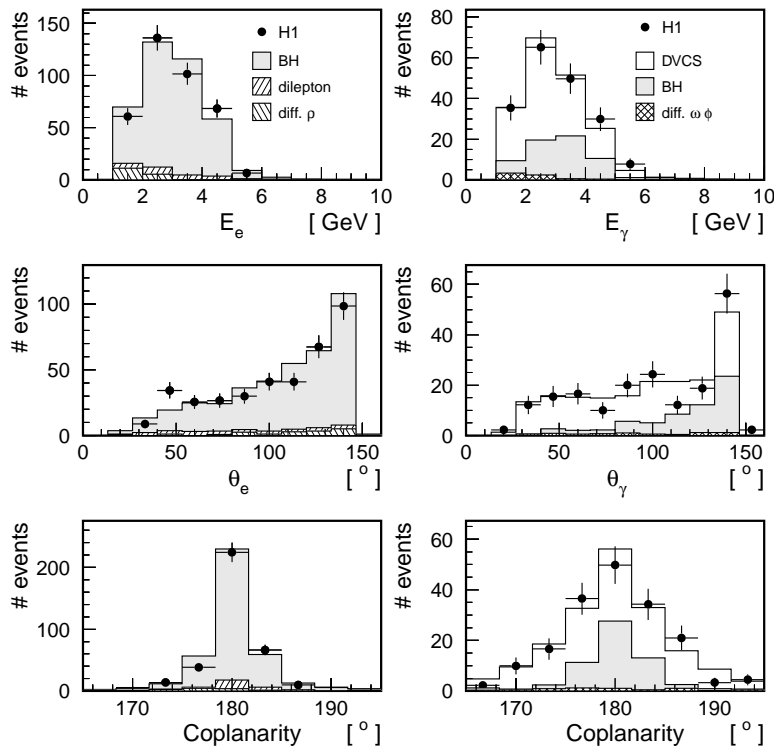 # events
150
100
50
0
H1
BH
dilepton
diff. ρ
0 2 4 6 8 10
E_e [ GeV ]
# events
80
60
40
20
0
H1
DVCS
BH
diff. ω φ
0 2 4 6 8 10
E_γ [ GeV ]
# events
100
50
0
0 50 100 150
θ_e [ ° ]
# events
60
40
20
0
0 50 100 150
θ_γ [ ° ]
# events
200
100
0
170 180 190
Coplanarity [ ° ]
# events
60
40
20
0
170 180 190
Coplanarity [ ° ]